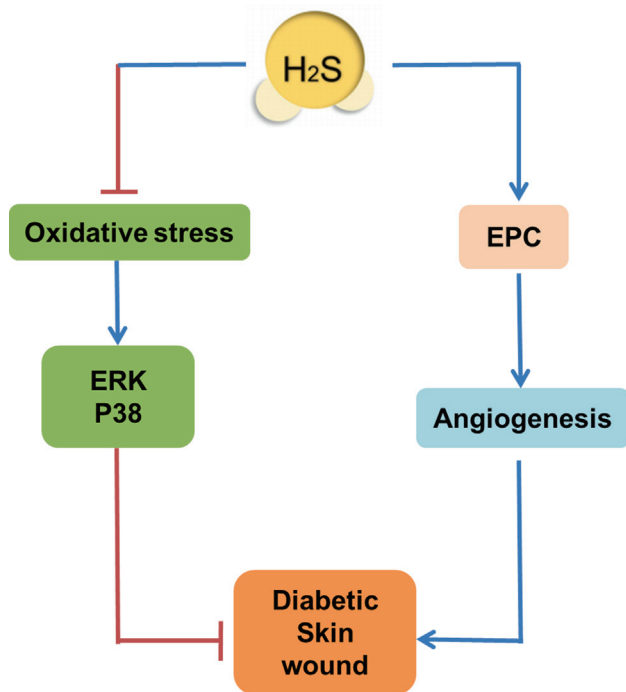 H₂S
Oxidative stress
EPC
ERK
P38
Angiogenesis
Diabetic
Skin
wound